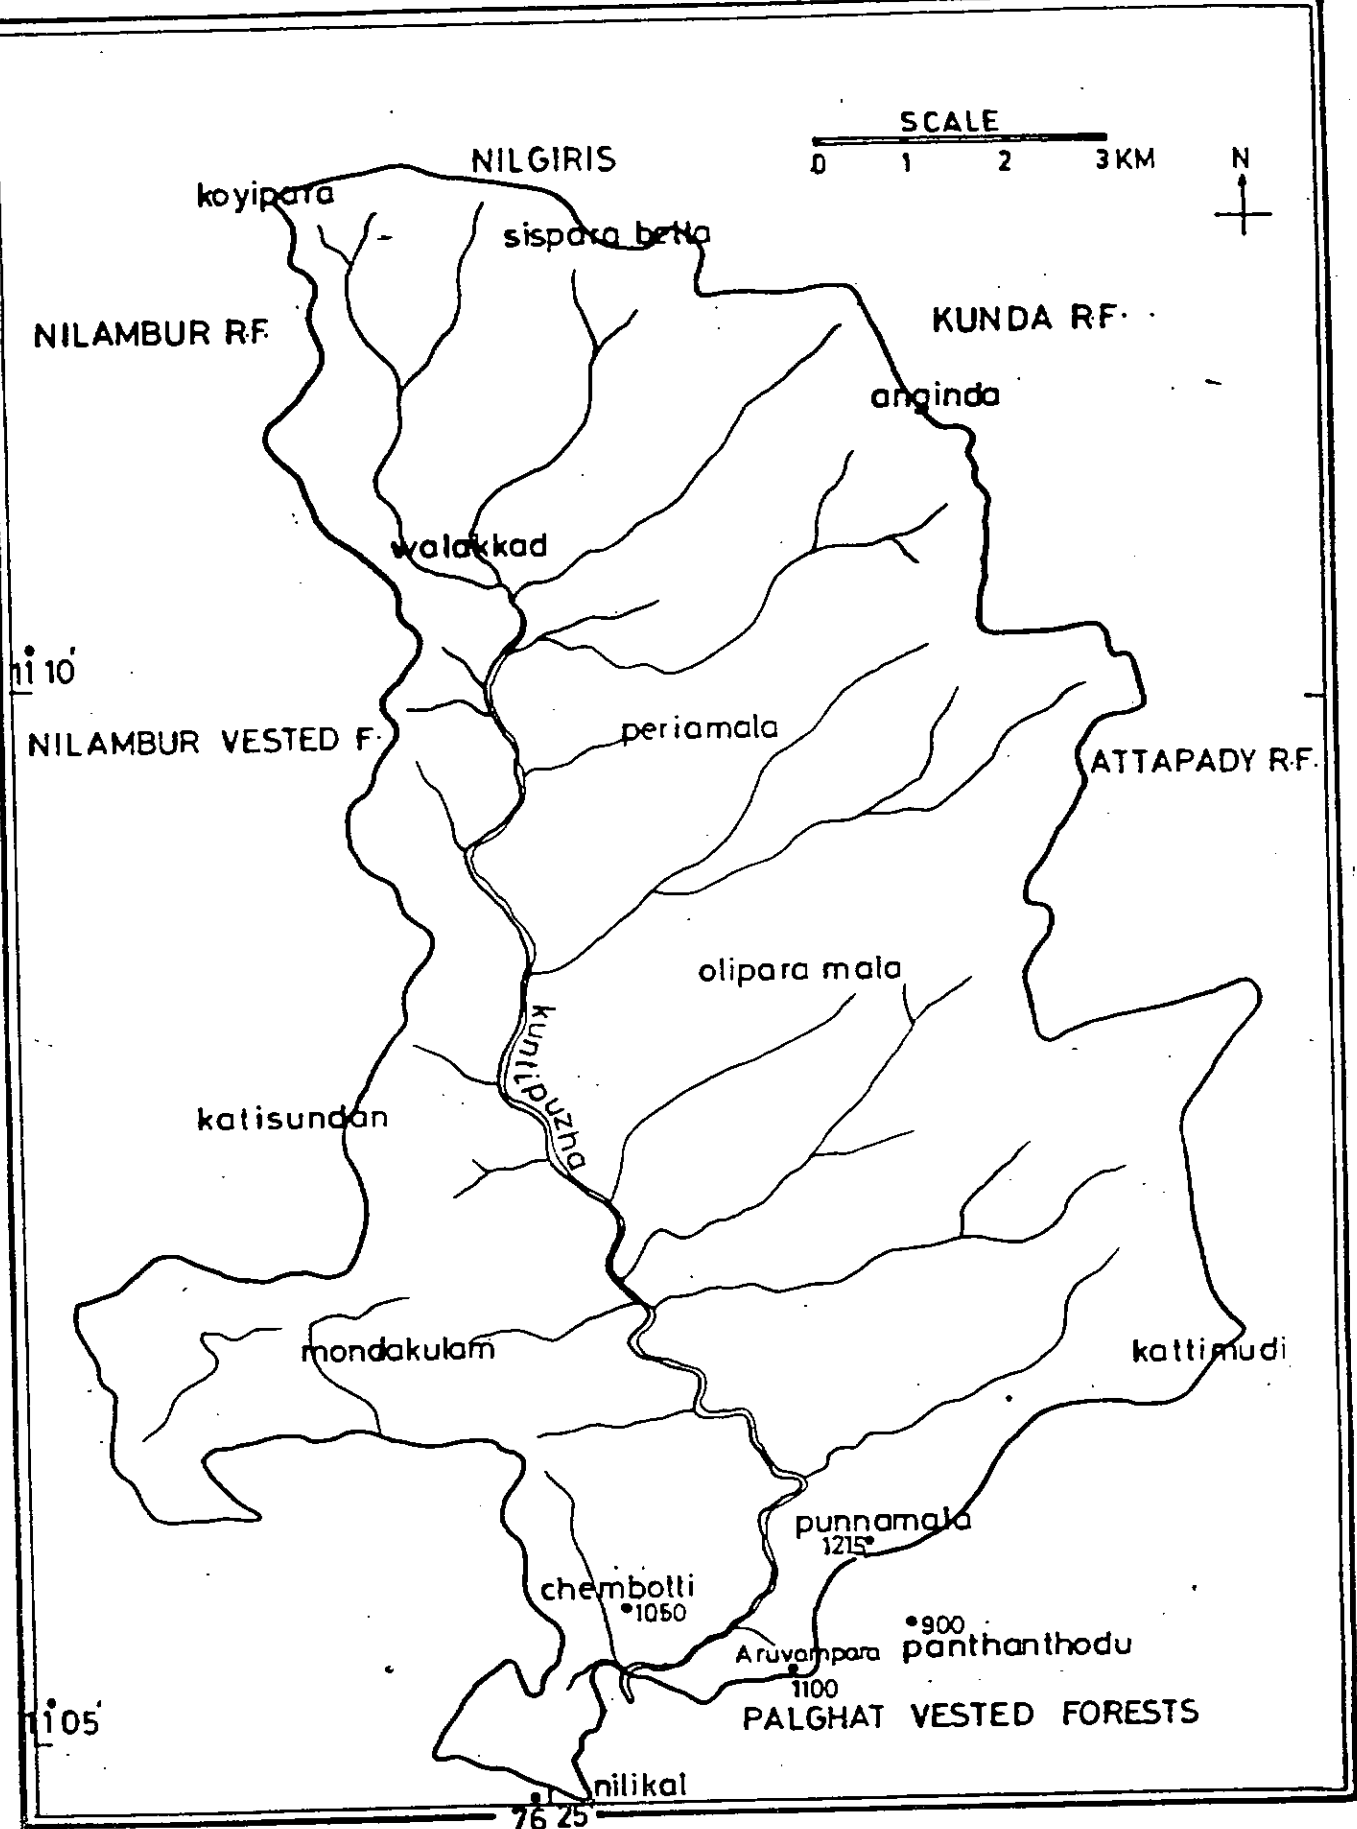 SCALE
0 1 2 3 KM
N
NILGIRIS
koyipara
sispara betta
NILAMBUR R.F.
KUNDA R.F.
anginda
walakkad
11° 10'
periamala
NILAMBUR VESTED F.
ATTAPADY R.F.
olipara mala
kuntipuzha
katisundan
mondakulam
kattimudi
punnamala
1215
chembotti
1050
900
Aruvampara panthanthodu
1100
11° 05'
PALGHAT VESTED FORESTS
nilikal
76° 25'